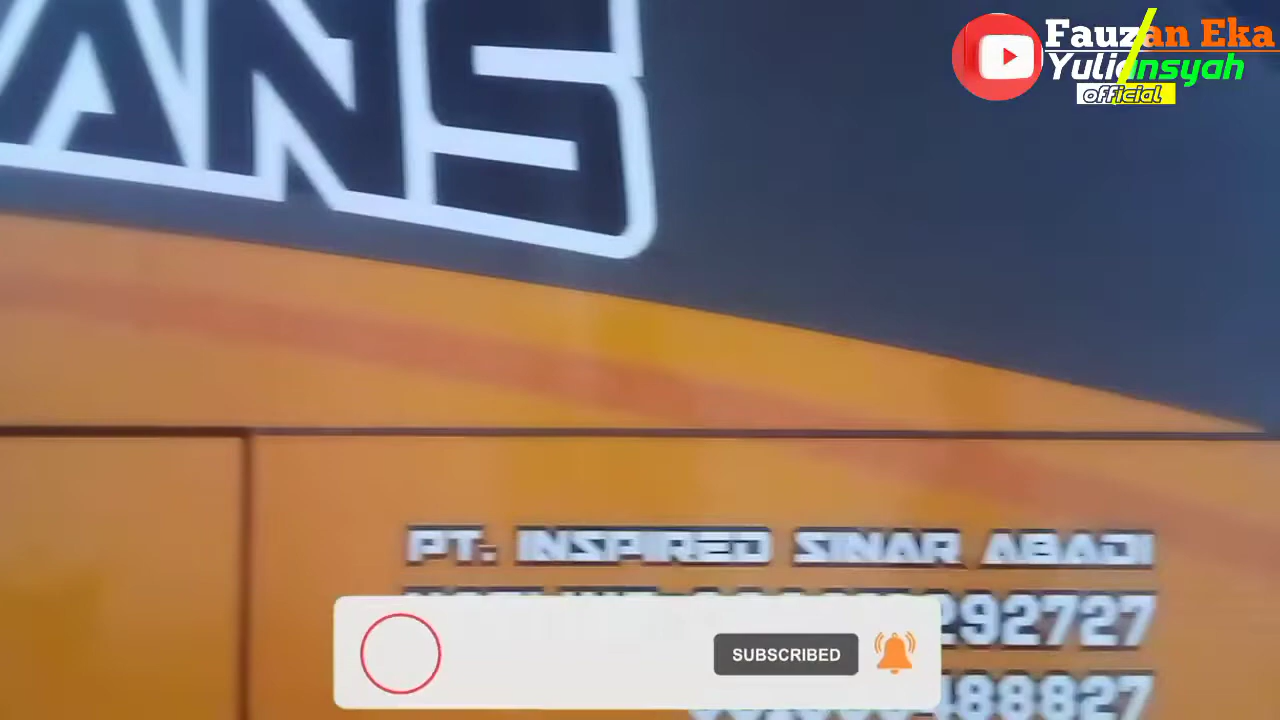 Fauzan Eka
Yuliansyah
official
ANS
PT. INSPIRED SINAR ABADI
292727
SUBSCRIBED
488827